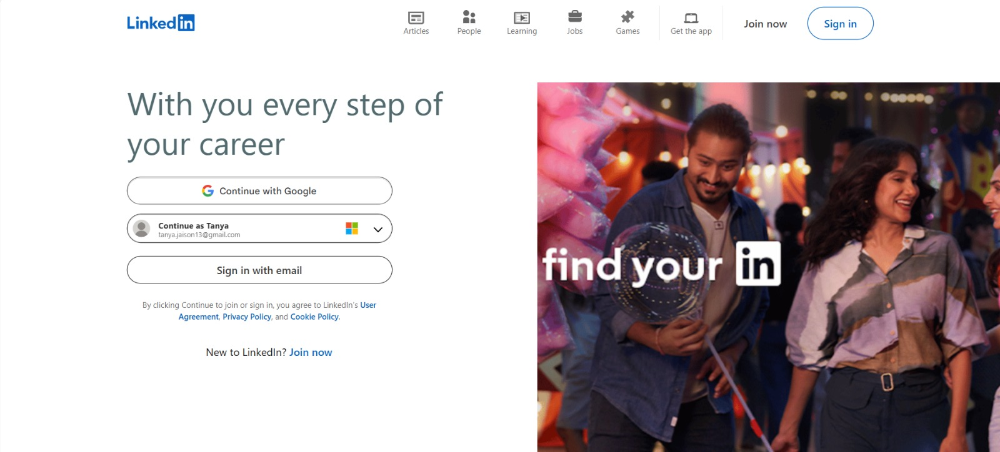 Linked in
Articles
People
Learning
Jobs
Games
Get the app
Join now
Sign in
With you every step of
your career
Continue with Google
Continue as Tanya
tanya.jaison13@gmail.com
Sign in with email
By clicking Continue to join or sign in, you agree to LinkedIn's User
Agreement, Privacy Policy, and Cookie Policy.
New to LinkedIn? Join now
find your in